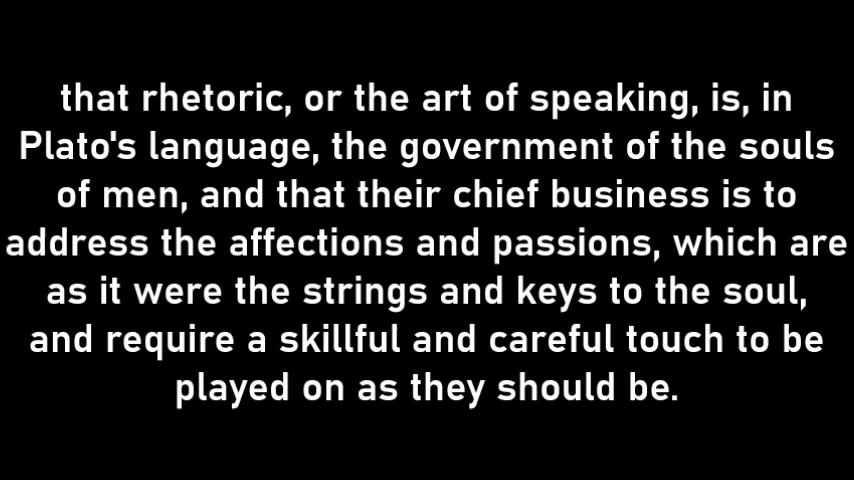 that rhetoric, or the art of speaking, is, in
Plato's language, the government of the souls
of men, and that their chief business is to
address the affections and passions, which are
as it were the strings and keys to the soul,
and require a skillful and careful touch to be
played on as they should be.